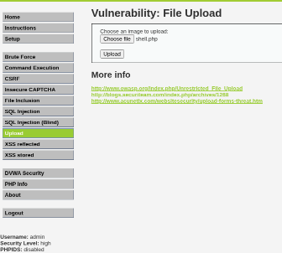 Home
Instructions
Setup
Brute Force
Command Execution
CSRF
Insecure CAPTCHA
File Inclusion
SQL Injection
SQL Injection (Blind)
Upload
XSS reflected
XSS stored
DVWA Security
PHP Info
About
Logout
Username: admin
Security Level: high
PHPIDS: disabled
Vulnerability: File Upload
Choose an image to upload:
Choose file shell.php
Upload
More info
http://www.owasp.org/index.php/Unrestricted_File_Upload
http://blogs.securiteam.com/index.php/archives/1268
http://www.acunetix.com/websitesecurity/upload-forms-threat.htm